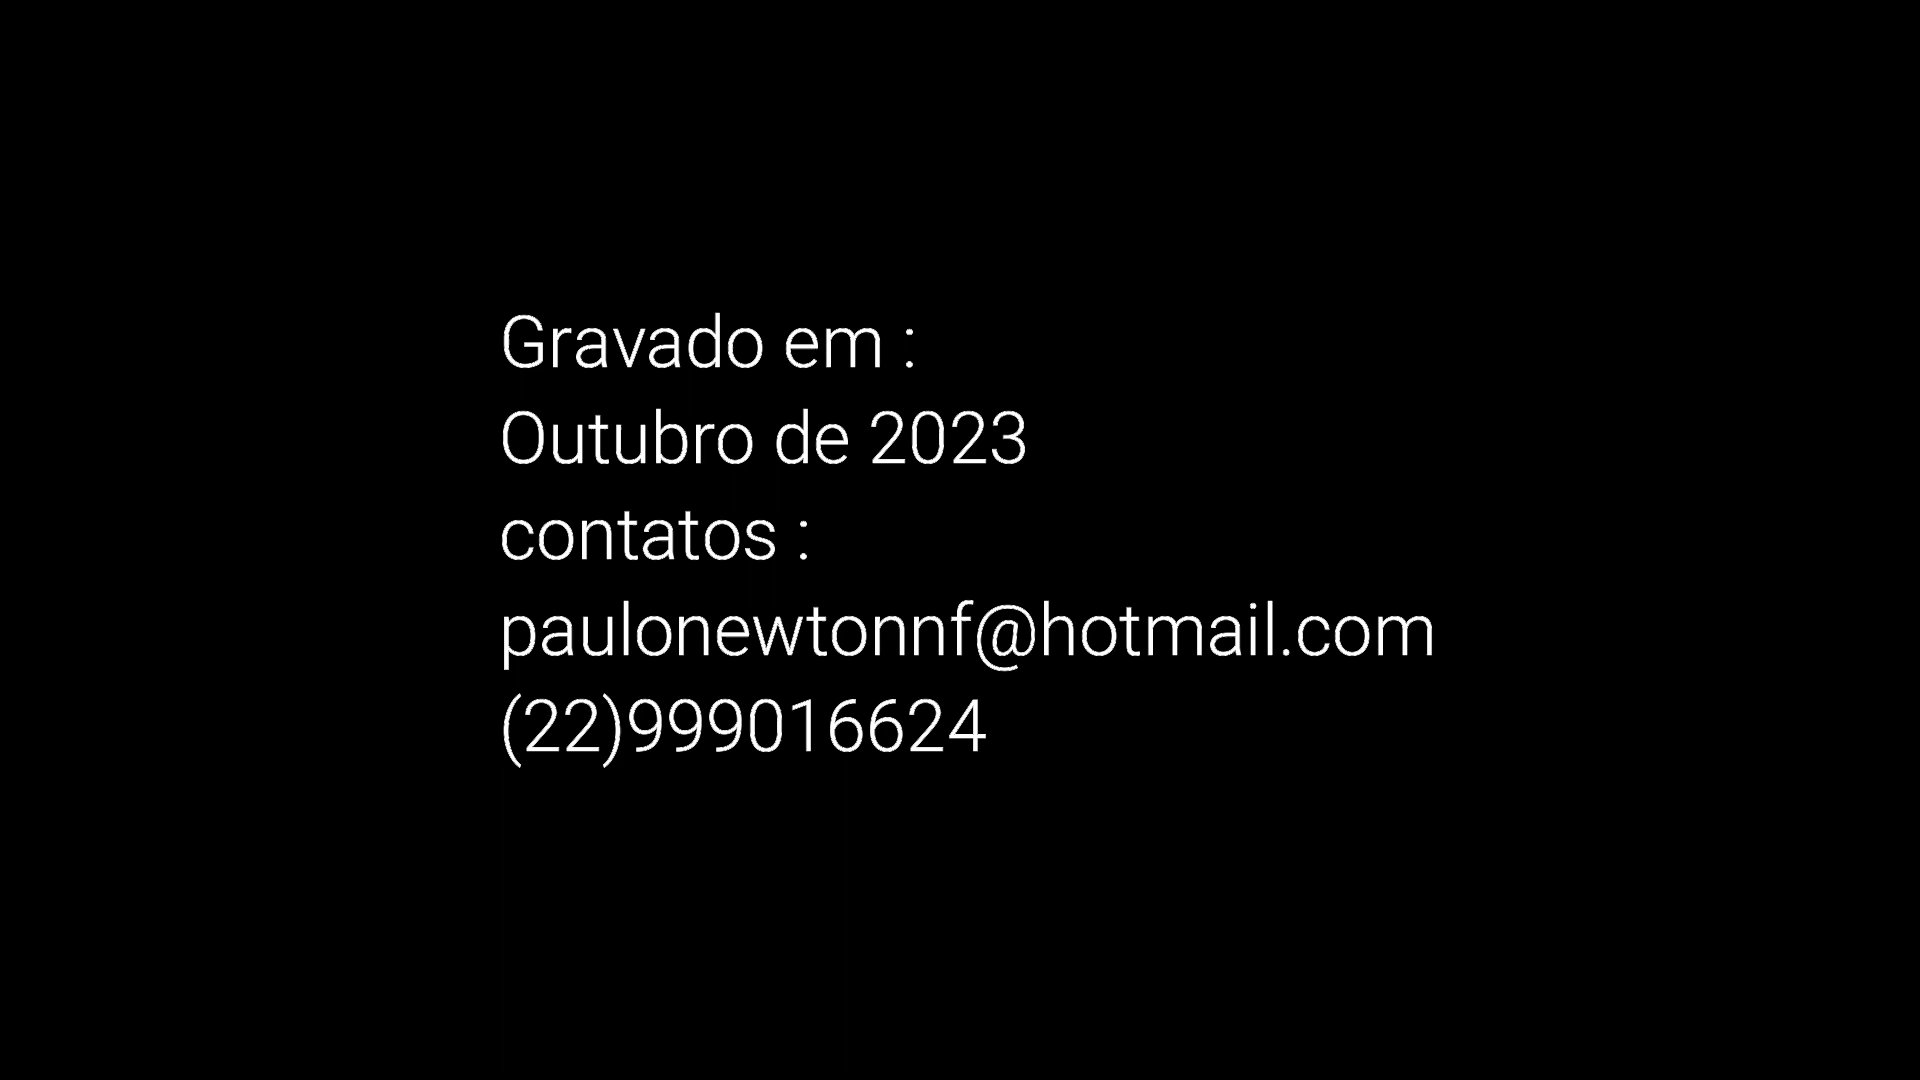 Gravado em :
Outubro de 2023
contatos :
paulonewtonnf@hotmail.com
(22)999016624